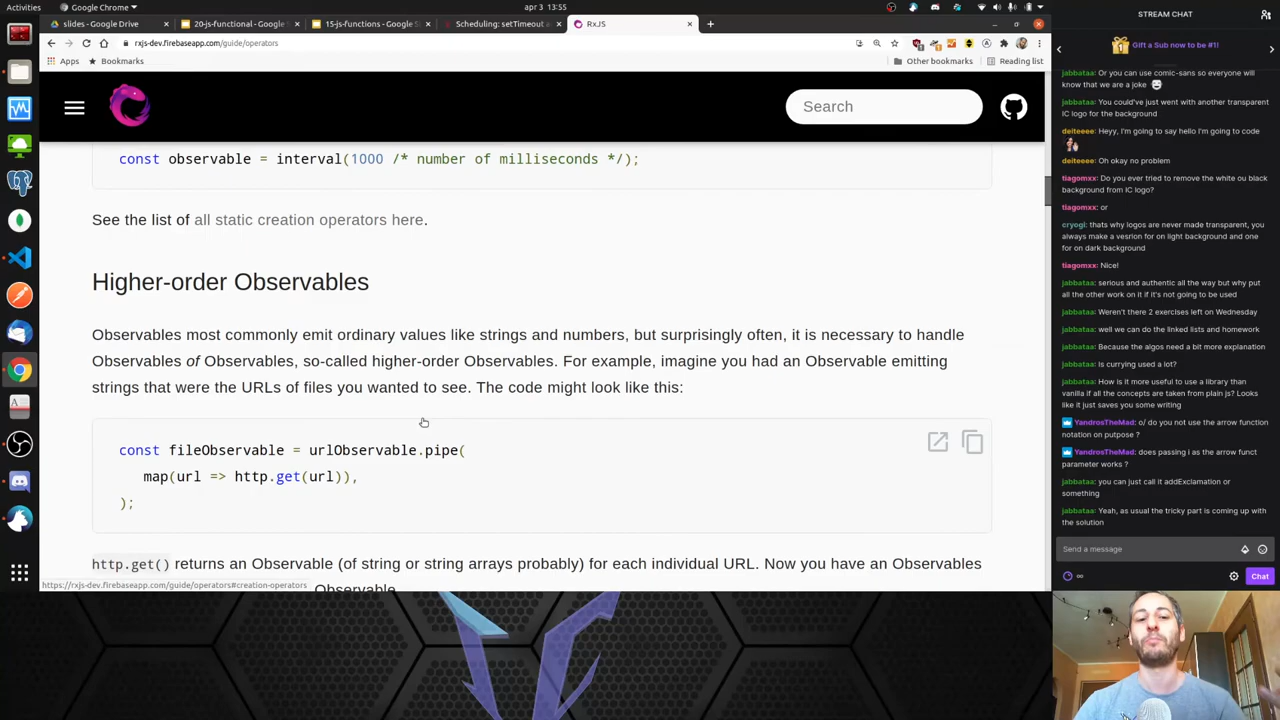 Activities
Google Chrome
apr 3 13:55
slides - Google Drive
20-js-functional - Google S
15-js-functions - Google S
Scheduling: setTimeout a
RxJS
rxjs-dev.firebaseapp.com/guide/operators
Apps
Bookmarks
Other bookmarks
Reading list
Search
const observable = interval(1000 /* number of milliseconds */);
See the list of all static creation operators here.
Higher-order Observables
Observables most commonly emit ordinary values like strings and numbers, but surprisingly often, it is necessary to handle
Observables of Observables, so-called higher-order Observables. For example, imagine you had an Observable emitting
strings that were the URLs of files you wanted to see. The code might look like this:
const fileObservable = urlObservable.pipe(
map(url => http.get(url)),
);
http.get() returns an Observable (of string or string arrays probably) for each individual URL. Now you have an Observables
Observable.
https://rxjs-dev.firebaseapp.com/guide/operators#creation-operators
STREAM CHAT
Gift a Sub now to be #1!
jabbataa: Or you can use comic-sans so everyone will
know that we are a joke
jabbataa: You could've just went with another transparent
IC logo for the background
deiteeee: Heyy, I'm going to say hello I'm going to code
deiteeee: Oh okay no problem
tiagomxx: Do you ever tried to remove the white ou black
background from IC logo?
tiagomxx: or
cryogi: thats why logos are never made transparent, you
always make a vesrion for on light background and one
for on dark background
tiagomxx: Nice!
jabbataa: serious and authentic all the way but why put
all the other work on it if it's not going to be used
jabbataa: Weren't there 2 exercises left on Wednesday
jabbataa: well we can do the linked lists and homework
jabbataa: Because the algos need a bit more explanation
jabbataa: Is currying used a lot?
jabbataa: How is it more useful to use a library than
vanilla if all the concepts are taken from plain js? Looks
like it just saves you some writing
YandrosTheMad: o/ do you not use the arrow function
notation on putpose ?
YandrosTheMad: does passing i as the arrow funct
parameter works ?
jabbataa: you can just call it addExclamation or
something
jabbataa: Yeah, as usual the tricky part is coming up with
the solution
Send a message
∞
Chat